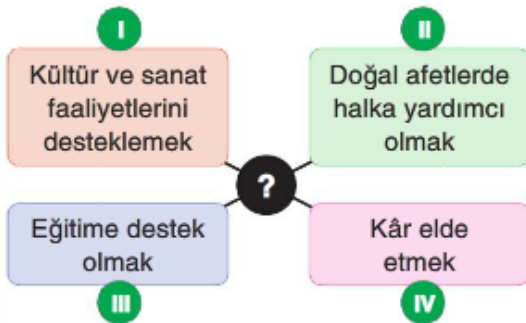 I
Kültür ve sanat
faaliyetlerini
desteklemek
II
Doğal afetlerde
halka yardımcı
olmak
?
Eğitime destek
olmak
III
Kâr elde
etmek
IV